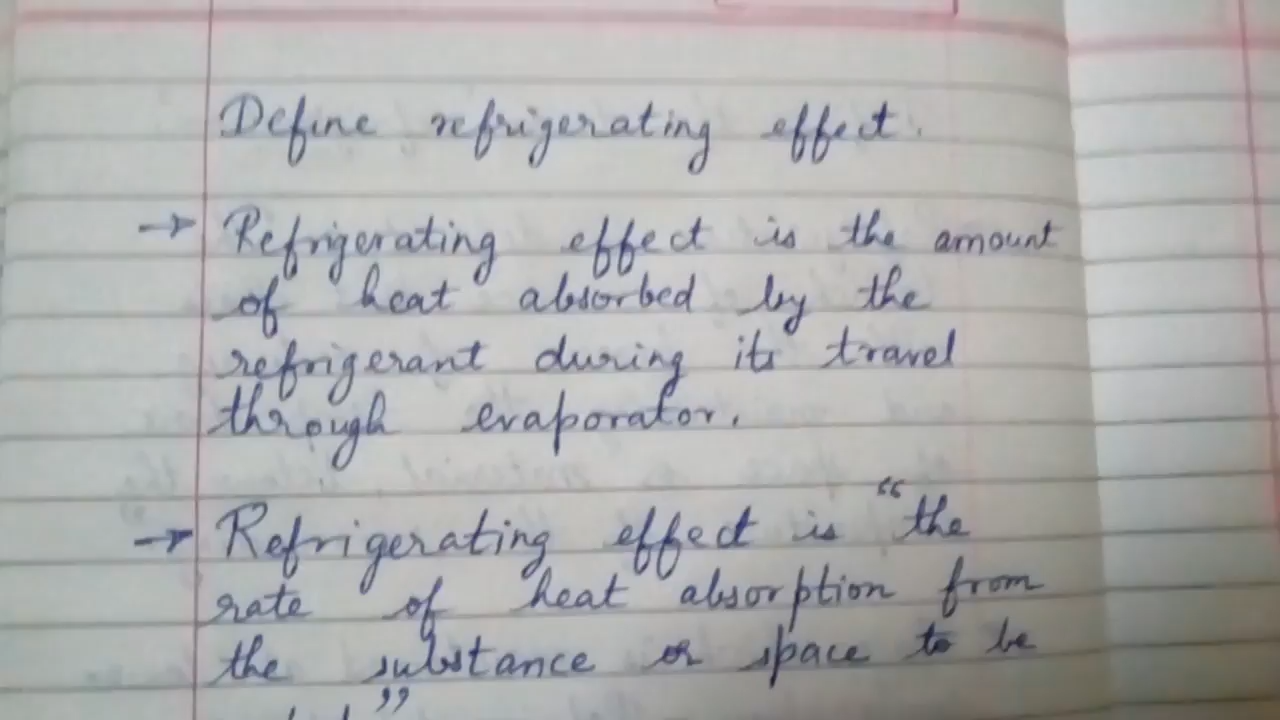 Define refrigerating effect.
→ Refrigerating effect is the amount
of heat absorbed by the
refrigerant during its travel
through evaporator.
→ Refrigerating effect is "the
rate of heat absorption from
the substance or space to be
"